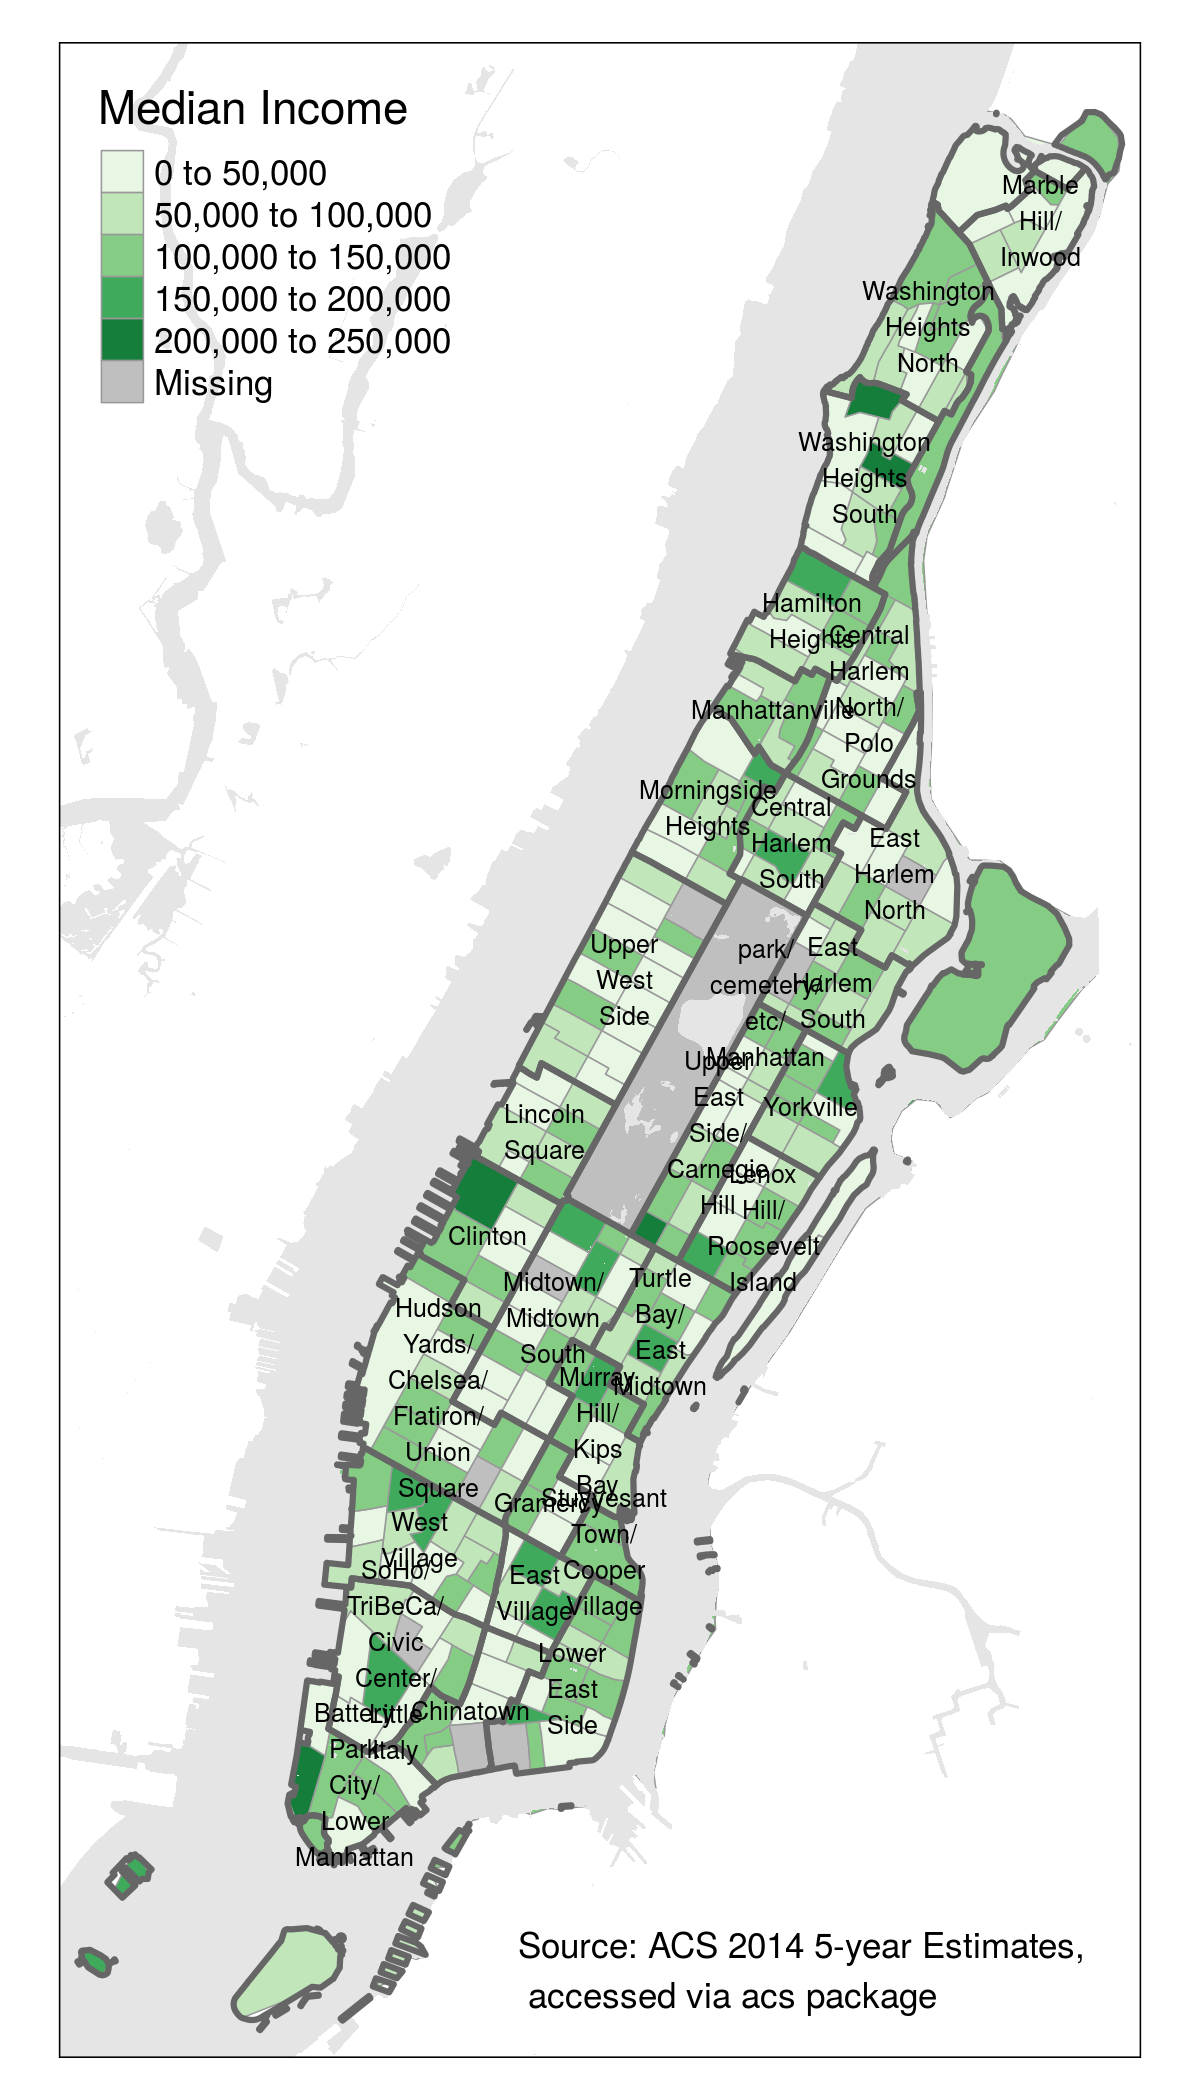 Median Income
0 to 50,000
50,000 to 100,000
100,000 to 150,000
150,000 to 200,000
200,000 to 250,000
Missing
Marble
Hill/
Inwood
Washington
Heights
North
Washington
Heights
South
Hamilton
Heights
Central
Harlem
North/
Polo
Grounds
Manhattanville
Morningside
Heights
Central
Harlem
South
East
Harlem
North
Upper
West
Side
park/
cemetery/
etc/
Manhattan
East
Harlem
South
Upper
East
Side/
Carnegie
Hill
Yorkville
Lincoln
Square
Lenox
Hill/
Roosevelt
Island
Clinton
Midtown/
Midtown
South
Turtle
Bay/
East
Midtown
Hudson
Yards/
Chelsea/
Flatiron/
Union
Square
Murray
Hill/
Kips
Bay
Gramercy
Stuyvesant
Town/
Cooper
Village
West
Village
East
Village
SoHo/
TriBeCa/
Civic
Center/
Little
Italy
Lower
East
Side
Chinatown
Battery
Park
City/
Lower
Manhattan
Source: ACS 2014 5-year Estimates,
accessed via acs package